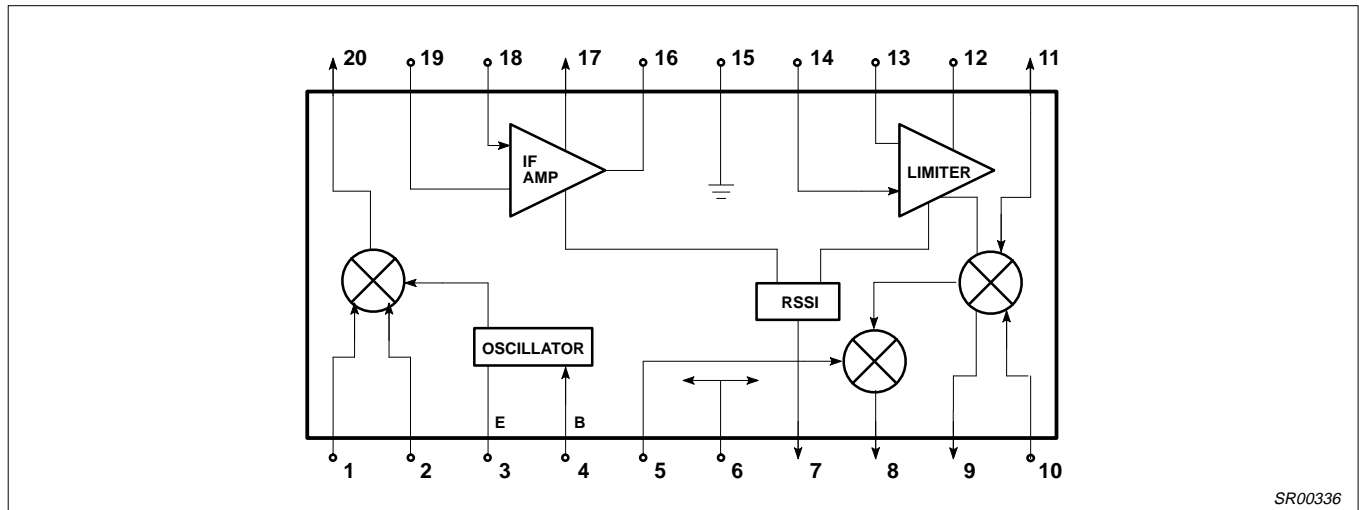 20 19 18 17 16 15 14 13 12 11
IF
AMP
LIMITER
RSSI
OSCILLATOR
E B
1 2 3 4 5 6 7 8 9 10
SR00336